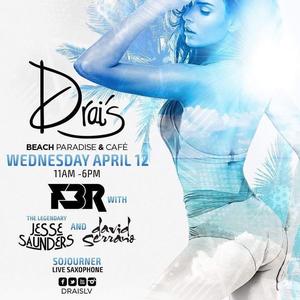 Drai's
BEACH PARADISE & CAFÉ
WEDNESDAY APRIL 12
11AM -6PM
F3R WITH
THE LEGENDARY
JESSE SAUNDERS AND david Serrano
SOJOURNER
LIVE SAXOPHONE
DRAISLV